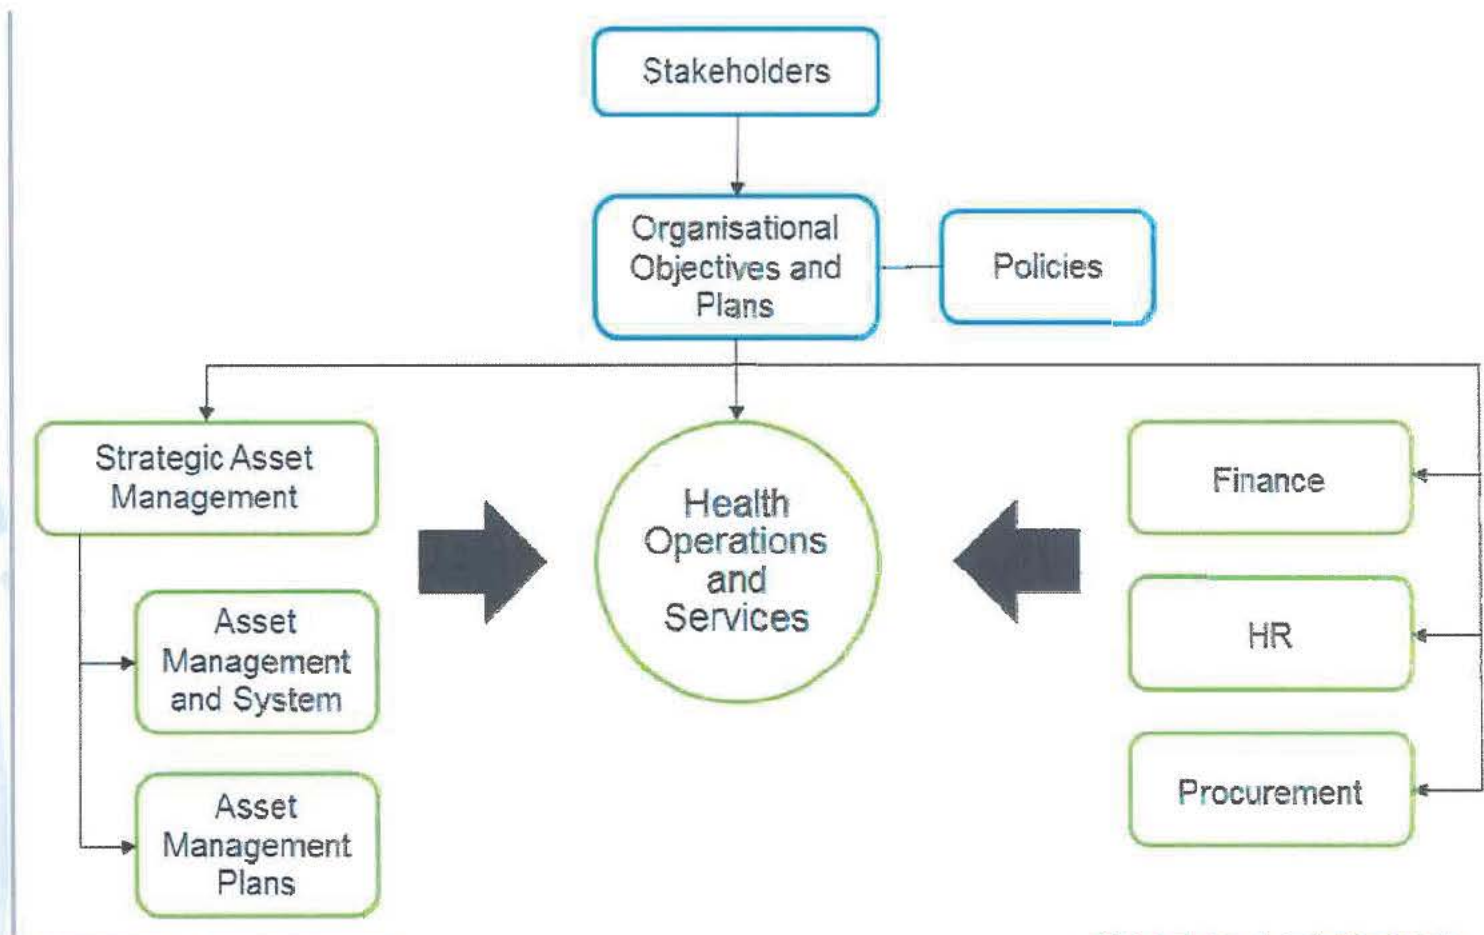 Stakeholders
Organisational
Objectives and
Plans
Policies
Strategic Asset
Management
Health
Operations
and
Services
Finance
Asset
Management
and System
HR
Asset
Management
Plans
Procurement